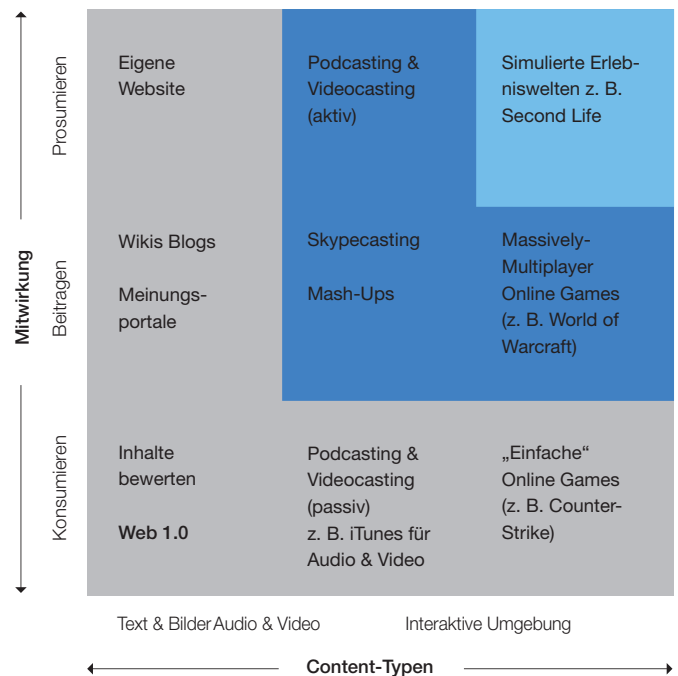 Mitwirkung
Prosumieren
Eigene
Website
Podcasting &
Videocasting
(aktiv)
Simulierte Erleb-
niswelten z. B.
Second Life
Beitragen
Wikis Blogs
Meinungs-
portale
Skypecasting
Mash-Ups
Massively-
Multiplayer
Online Games
(z. B. World of
Warcraft)
Konsumieren
Inhalte
bewerten
Web 1.0
Podcasting &
Videocasting
(passiv)
z. B. iTunes für
Audio & Video
„Einfache“
Online Games
(z. B. Counter-
Strike)
Text & Bilder Audio & Video Interaktive Umgebung
Content-Typen